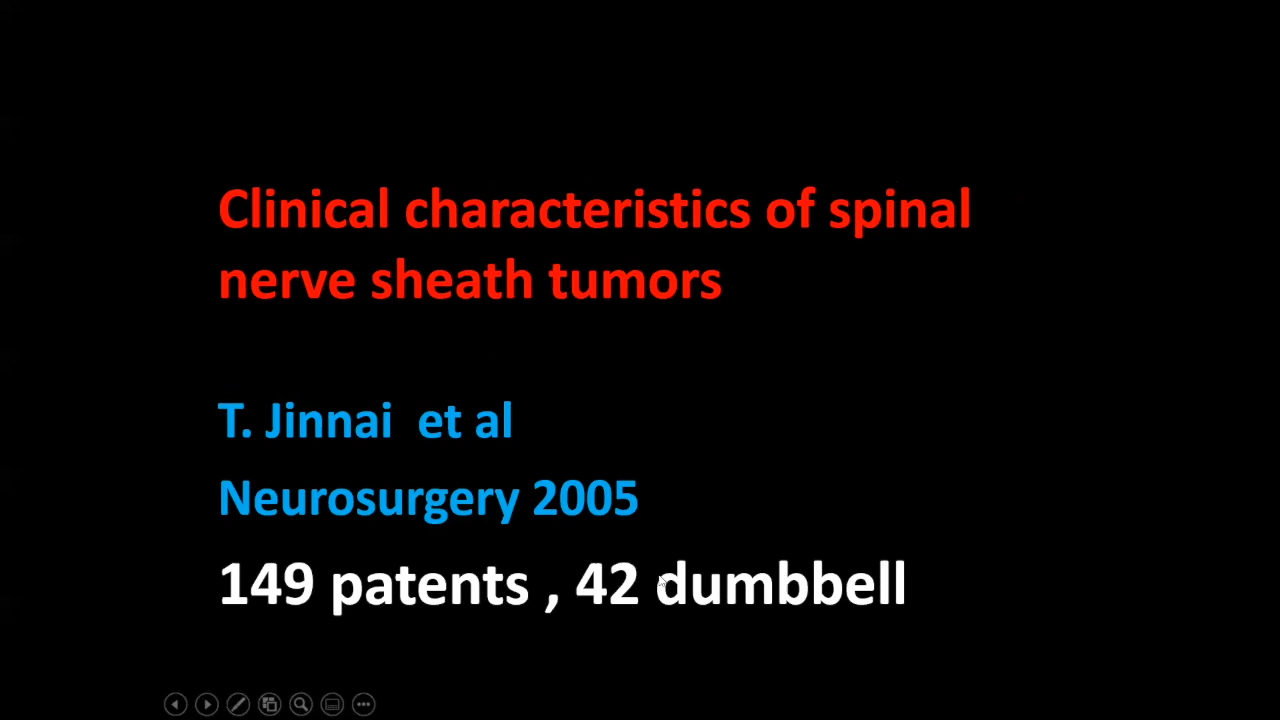 Clinical characteristics of spinal
nerve sheath tumors
T. Jinnai et al
Neurosurgery 2005
149 patents , 42 dumbbell